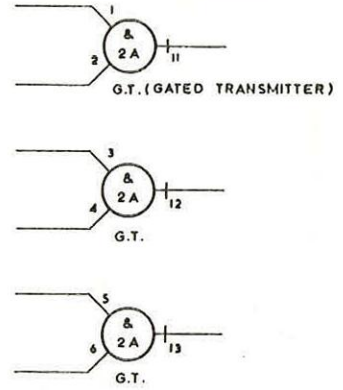 1
&
2 2A 11
G.T. (GATED TRANSMITTER)
3
&
4 2A 12
G.T.
5
&
6 2A 13
G.T.